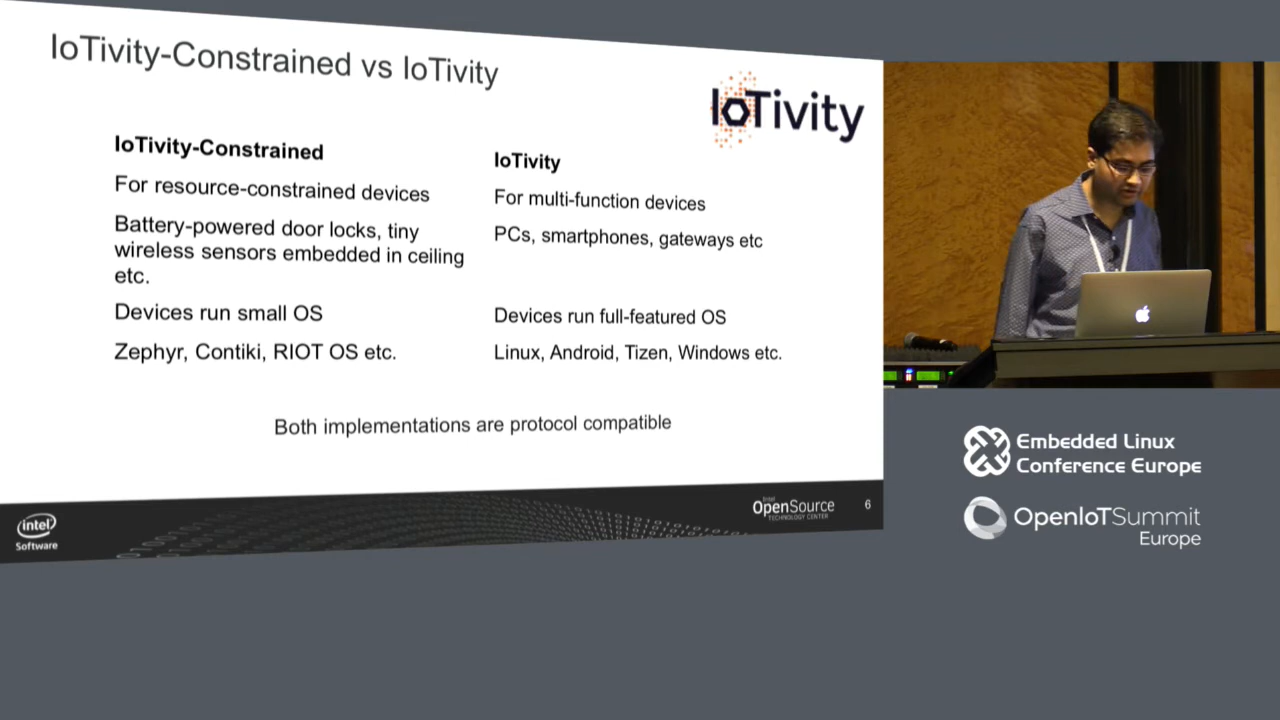 IoTivity-Constrained vs IoTivity
IoTivity
IoTivity-Constrained
For resource-constrained devices
Battery-powered door locks, tiny
wireless sensors embedded in ceiling
etc.
Devices run small OS
Zephyr, Contiki, RIOT OS etc.
IoTivity
For multi-function devices
PCs, smartphones, gateways etc
Devices run full-featured OS
Linux, Android, Tizen, Windows etc.
Both implementations are protocol compatible
intel
Software
Intel
OpenSource
TECHNOLOGY CENTER
6
Embedded Linux
Conference Europe
OpenIoTSummit
Europe